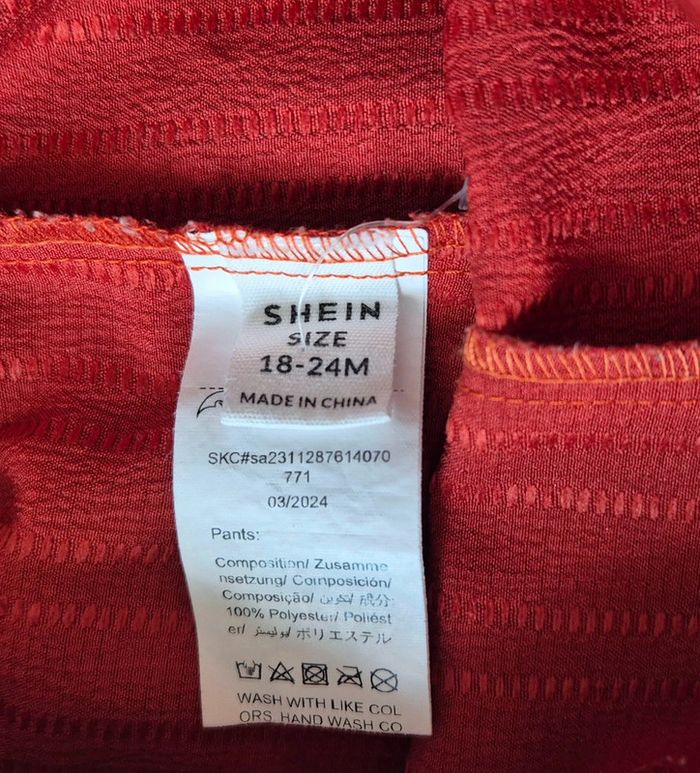 SHEIN
SIZE
18-24M
MADE IN CHINA
SKC#sa2311287614070
771
03/2024
Pants:
Composition/ Zusamme
nsetzung/ Composición/
Composição/ تكوين/ 成分:
100% Polyester/ Poliést
er/ بوليستر/ ポリエステル
WASH WITH LIKE COL
ORS, HAND WASH CO